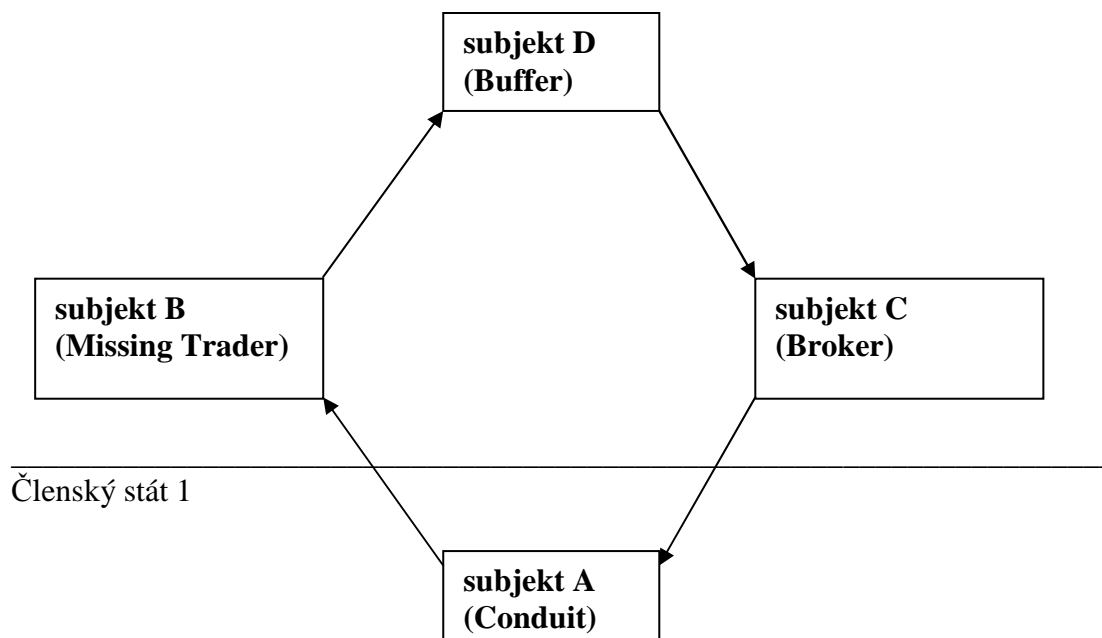 subjekt D
(Buffer)
subjekt B
(Missing Trader)
subjekt C
(Broker)
Členský stát 1
subjekt A
(Conduit)